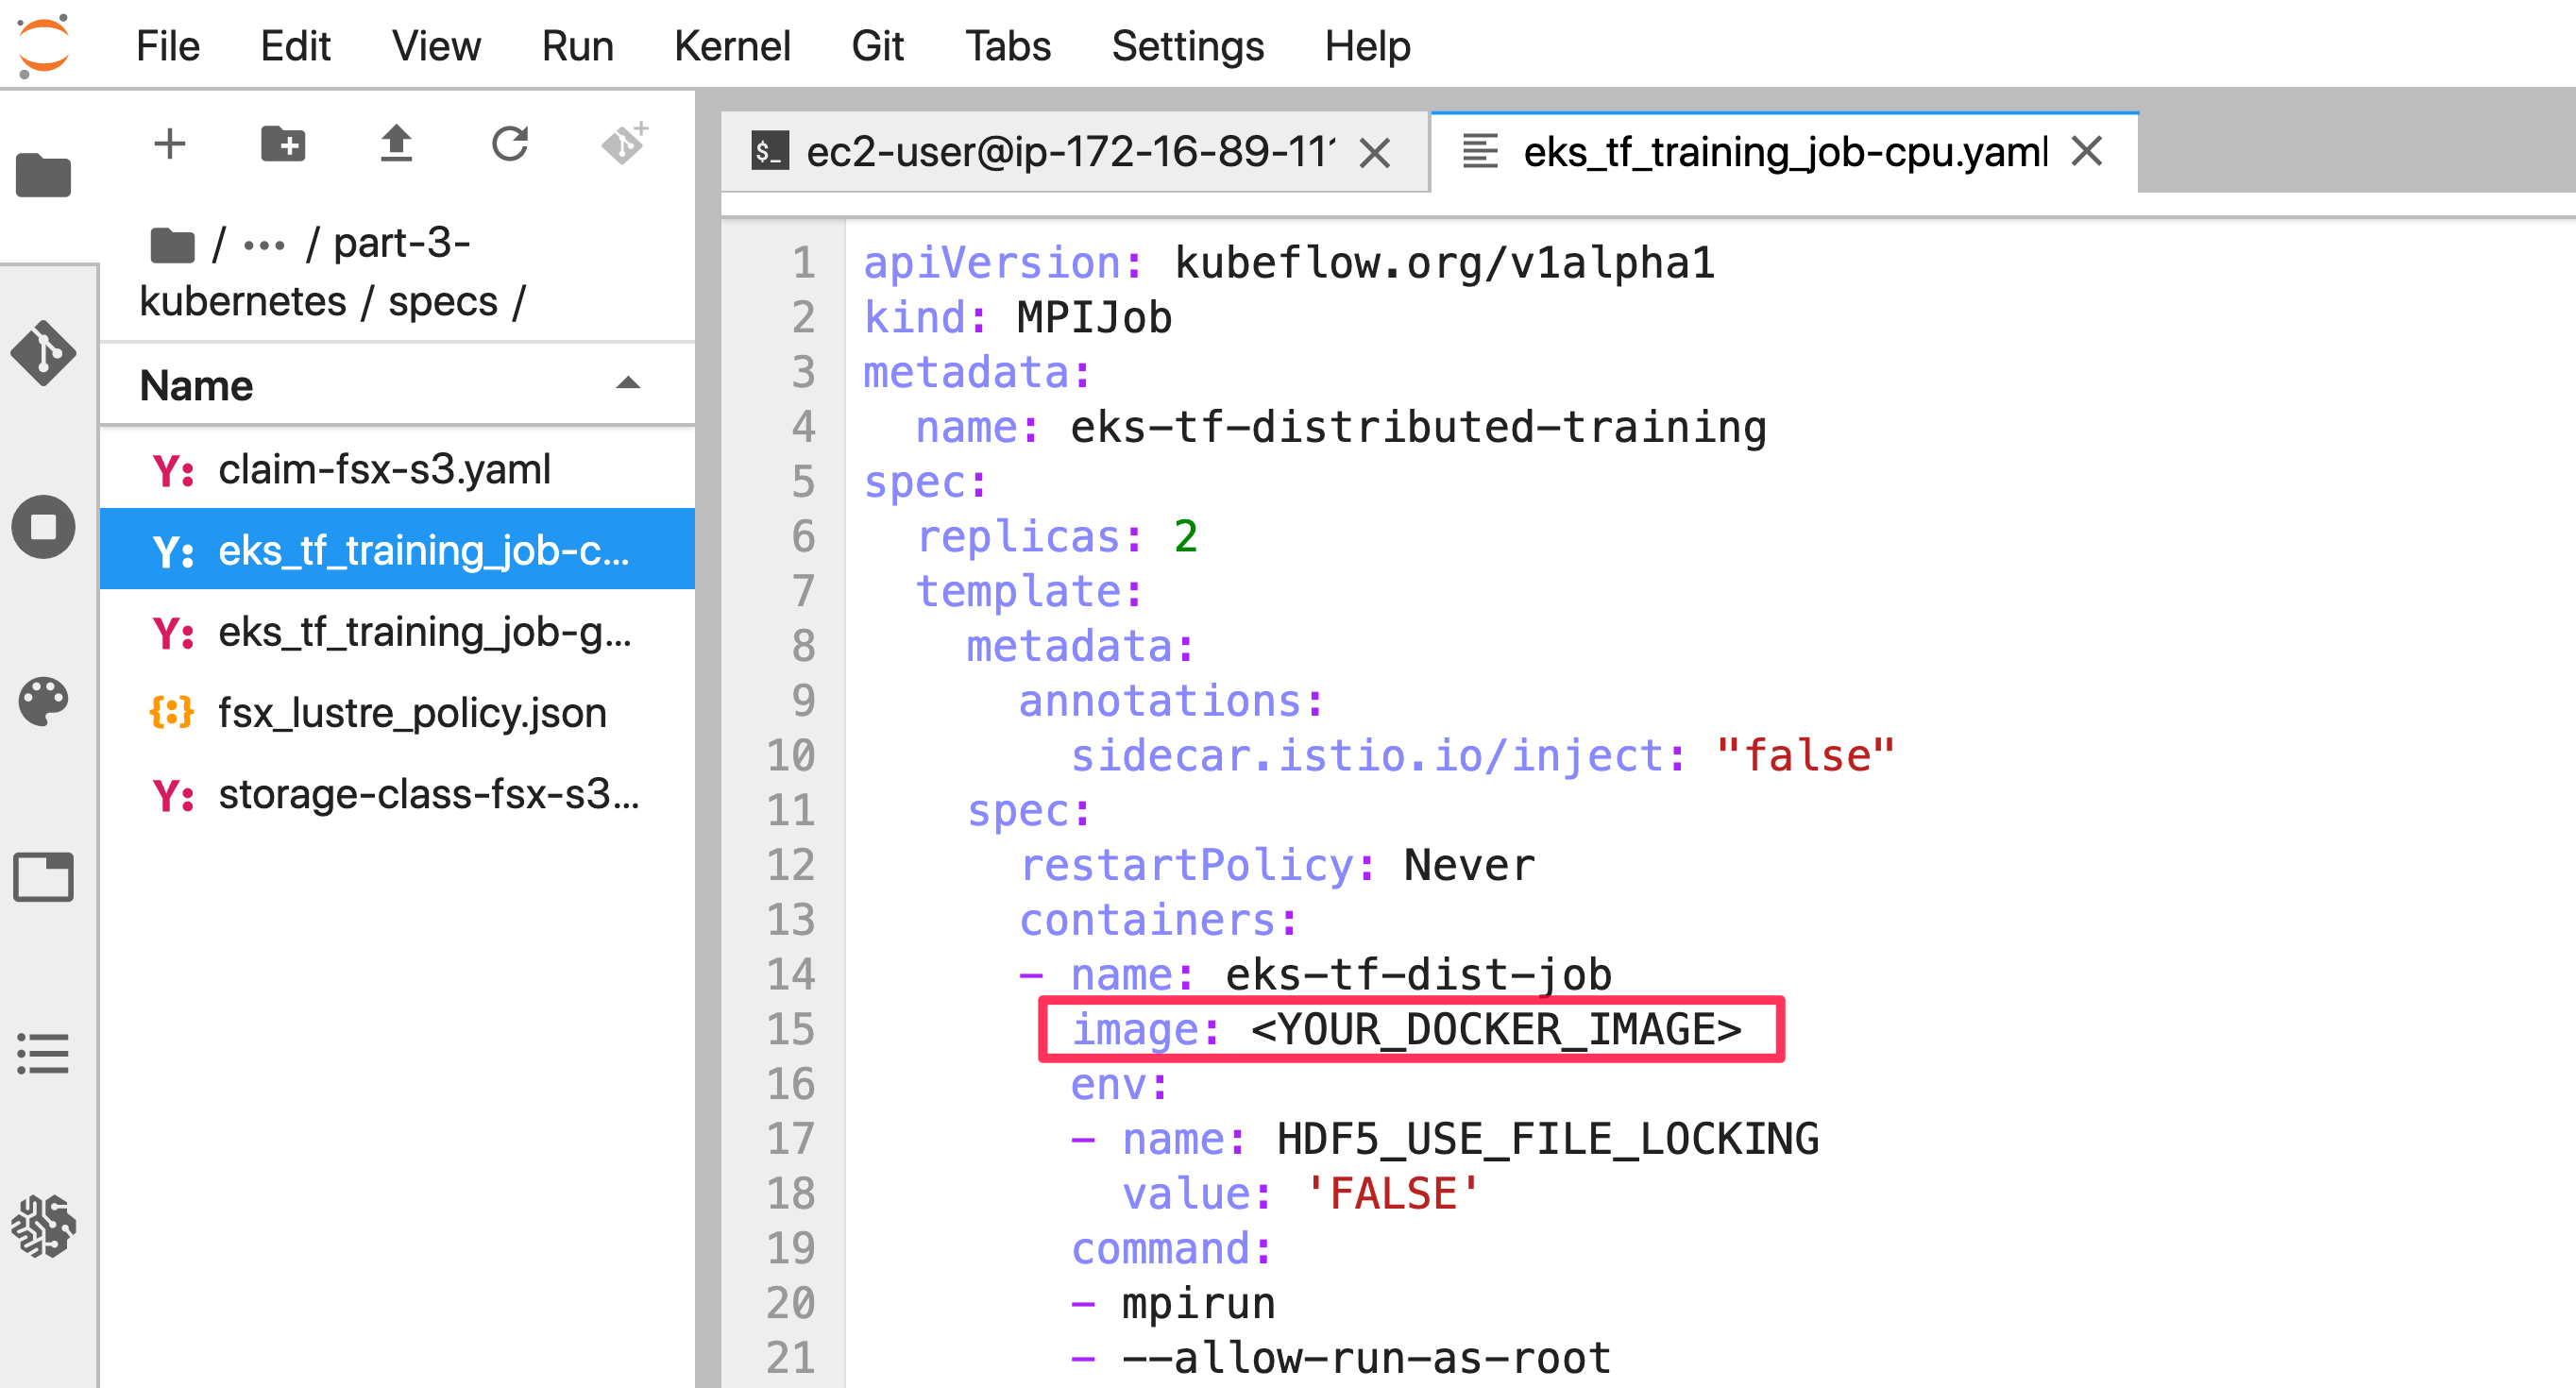 File Edit View Run Kernel Git Tabs Settings Help
/ ... / part-3-
kubernetes / specs /
Name
Y: claim-fsx-s3.yaml
Y: eks_tf_training_job-c...
Y: eks_tf_training_job-g...
{:} fsx_lustre_policy.json
Y: storage-class-fsx-s3...
$_ ec2-user@ip-172-16-89-11
eks_tf_training_job-cpu.yaml
1 apiVersion: kubeflow.org/v1alpha1
2 kind: MPIJob
3 metadata:
4   name: eks-tf-distributed-training
5 spec:
6   replicas: 2
7   template:
8     metadata:
9       annotations:
10         sidecar.istio.io/inject: "false"
11     spec:
12       restartPolicy: Never
13       containers:
14       - name: eks-tf-dist-job
15         image: <YOUR_DOCKER_IMAGE>
16         env:
17         - name: HDF5_USE_FILE_LOCKING
18           value: 'FALSE'
19         command:
20         - mpirun
21         - --allow-run-as-root